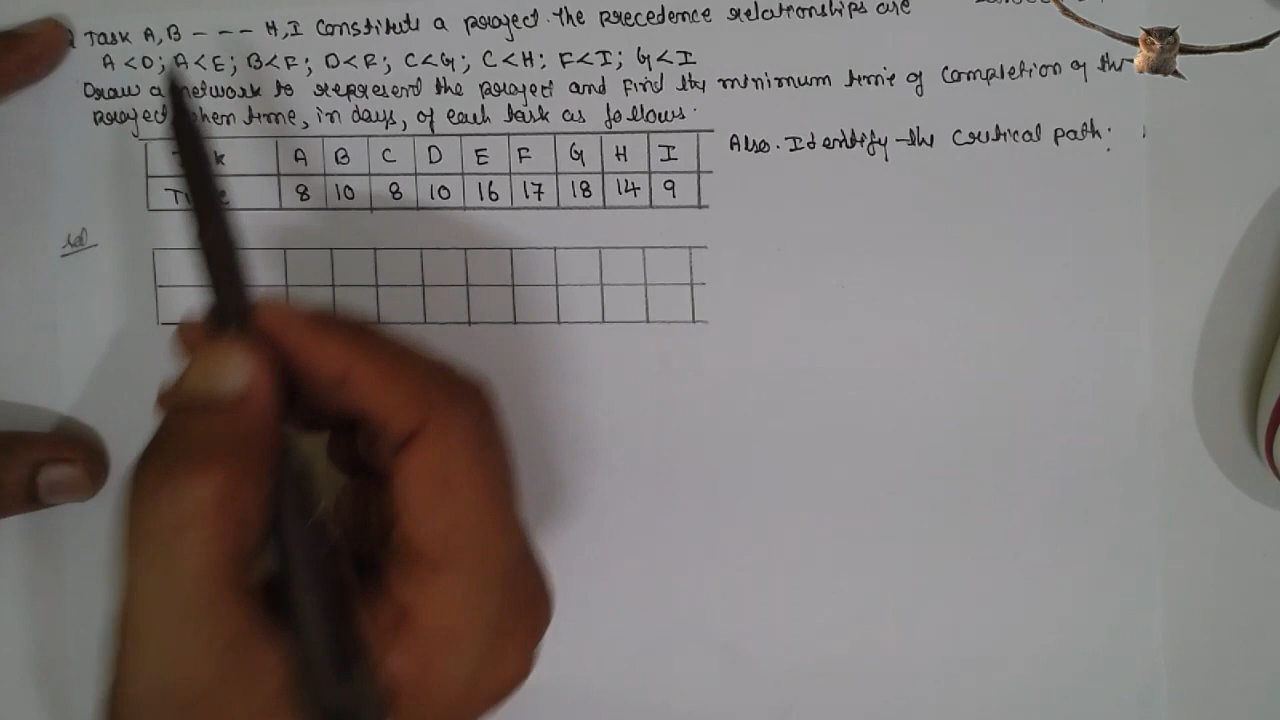 Task A, B - - - H, I Constitute a project. The precedence relationships are
A < D; A < E; B < F; D < F; C < G; C < H; F < I; G < I
Draw a network to represent the project and Find the minimum time of completion of the
project when time, in days, of each task as follows.
Also. Identify the Critical path.
A B C D E F G H I
8 10 8 10 16 17 18 14 9
Sol